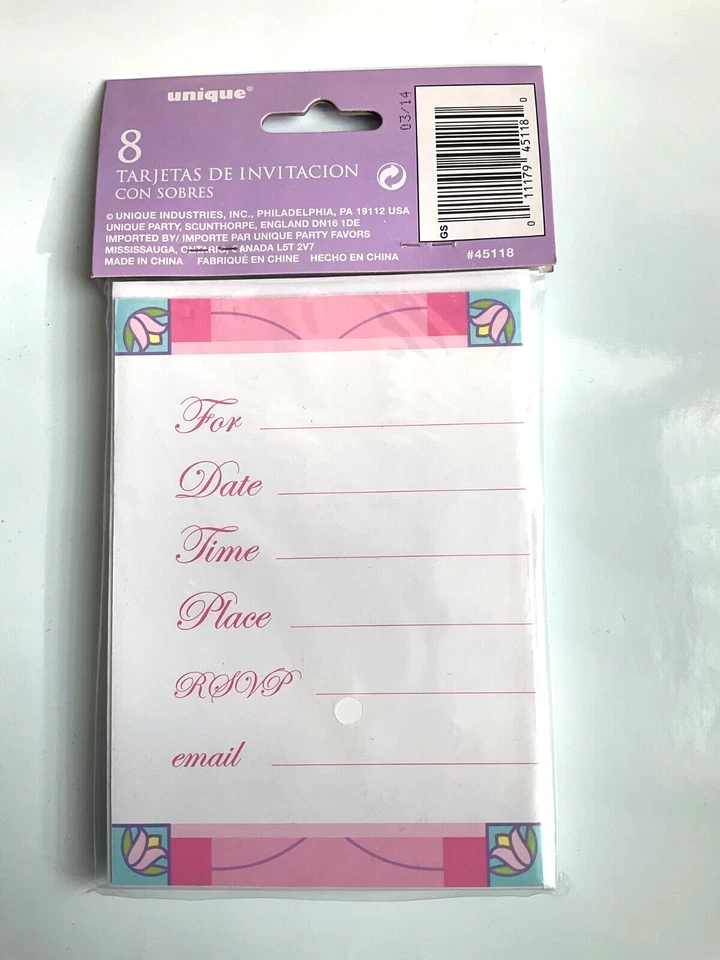 unique®
03/14
8
TARJETAS DE INVITACION
CON SOBRES
© UNIQUE INDUSTRIES, INC., PHILADELPHIA, PA 19112 USA
UNIQUE PARTY, SCUNTHORPE, ENGLAND DN16 1DE
IMPORTED BY/ IMPORTE PAR UNIQUE PARTY FAVORS
MISSISSAUGA, ONTARIO, CANADA L5T 2V7
MADE IN CHINA FABRIQUÉ EN CHINE HECHO EN CHINA
GS
0 11179 45118 0
#45118
For
Date
Time
Place
RSVP
email